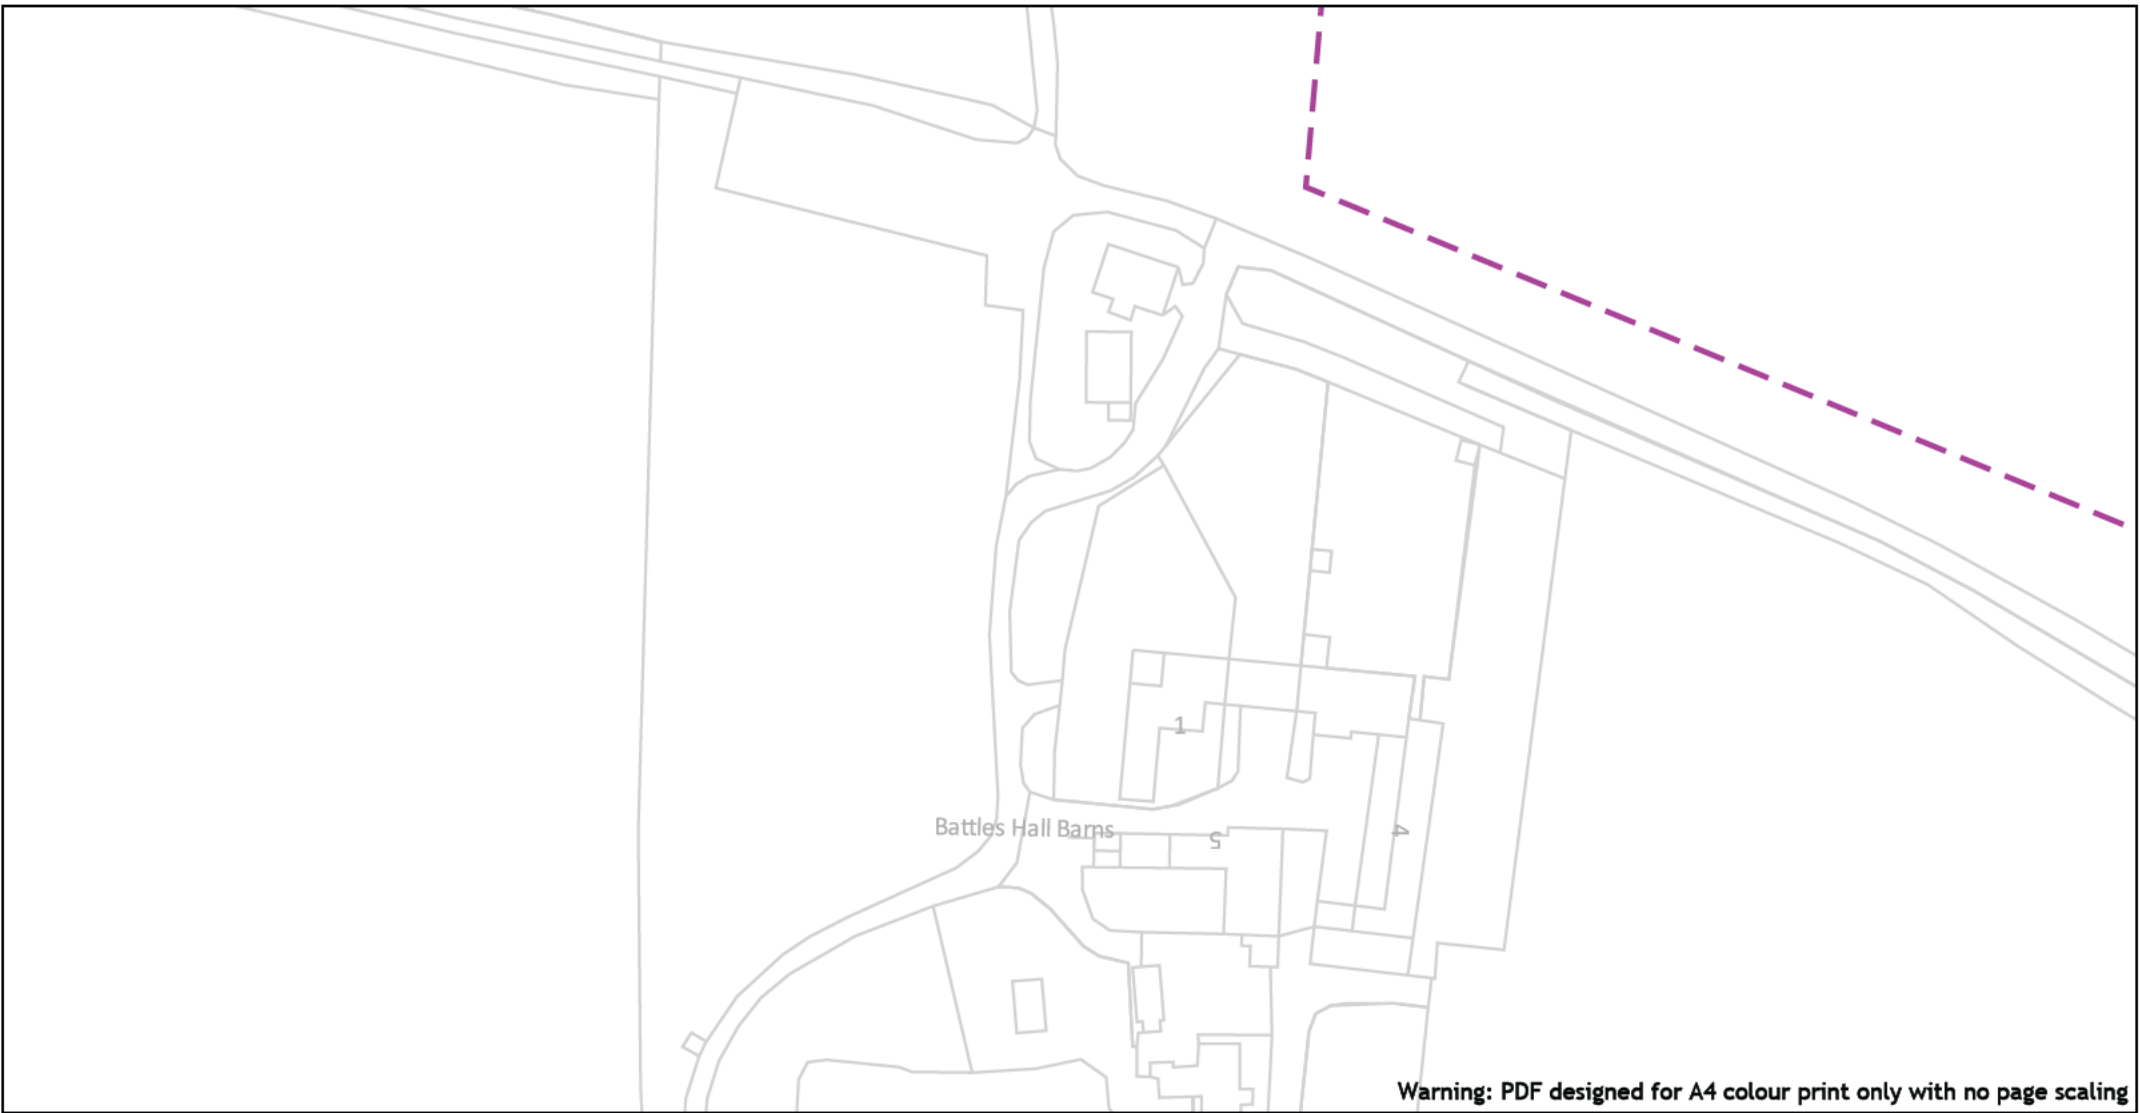 1
Battles Hall Barns
5
4
Warning: PDF designed for A4 colour print only with no page scaling